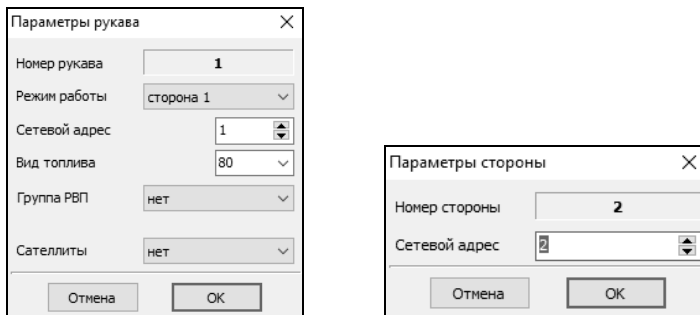 Параметры рукава
Номер рукава 1
Режим работы сторона 1
Сетевой адрес 1
Вид топлива 80
Группа РВП нет
Сателлиты нет
Отмена OK
Параметры стороны
Номер стороны 2
Сетевой адрес 2
Отмена OK